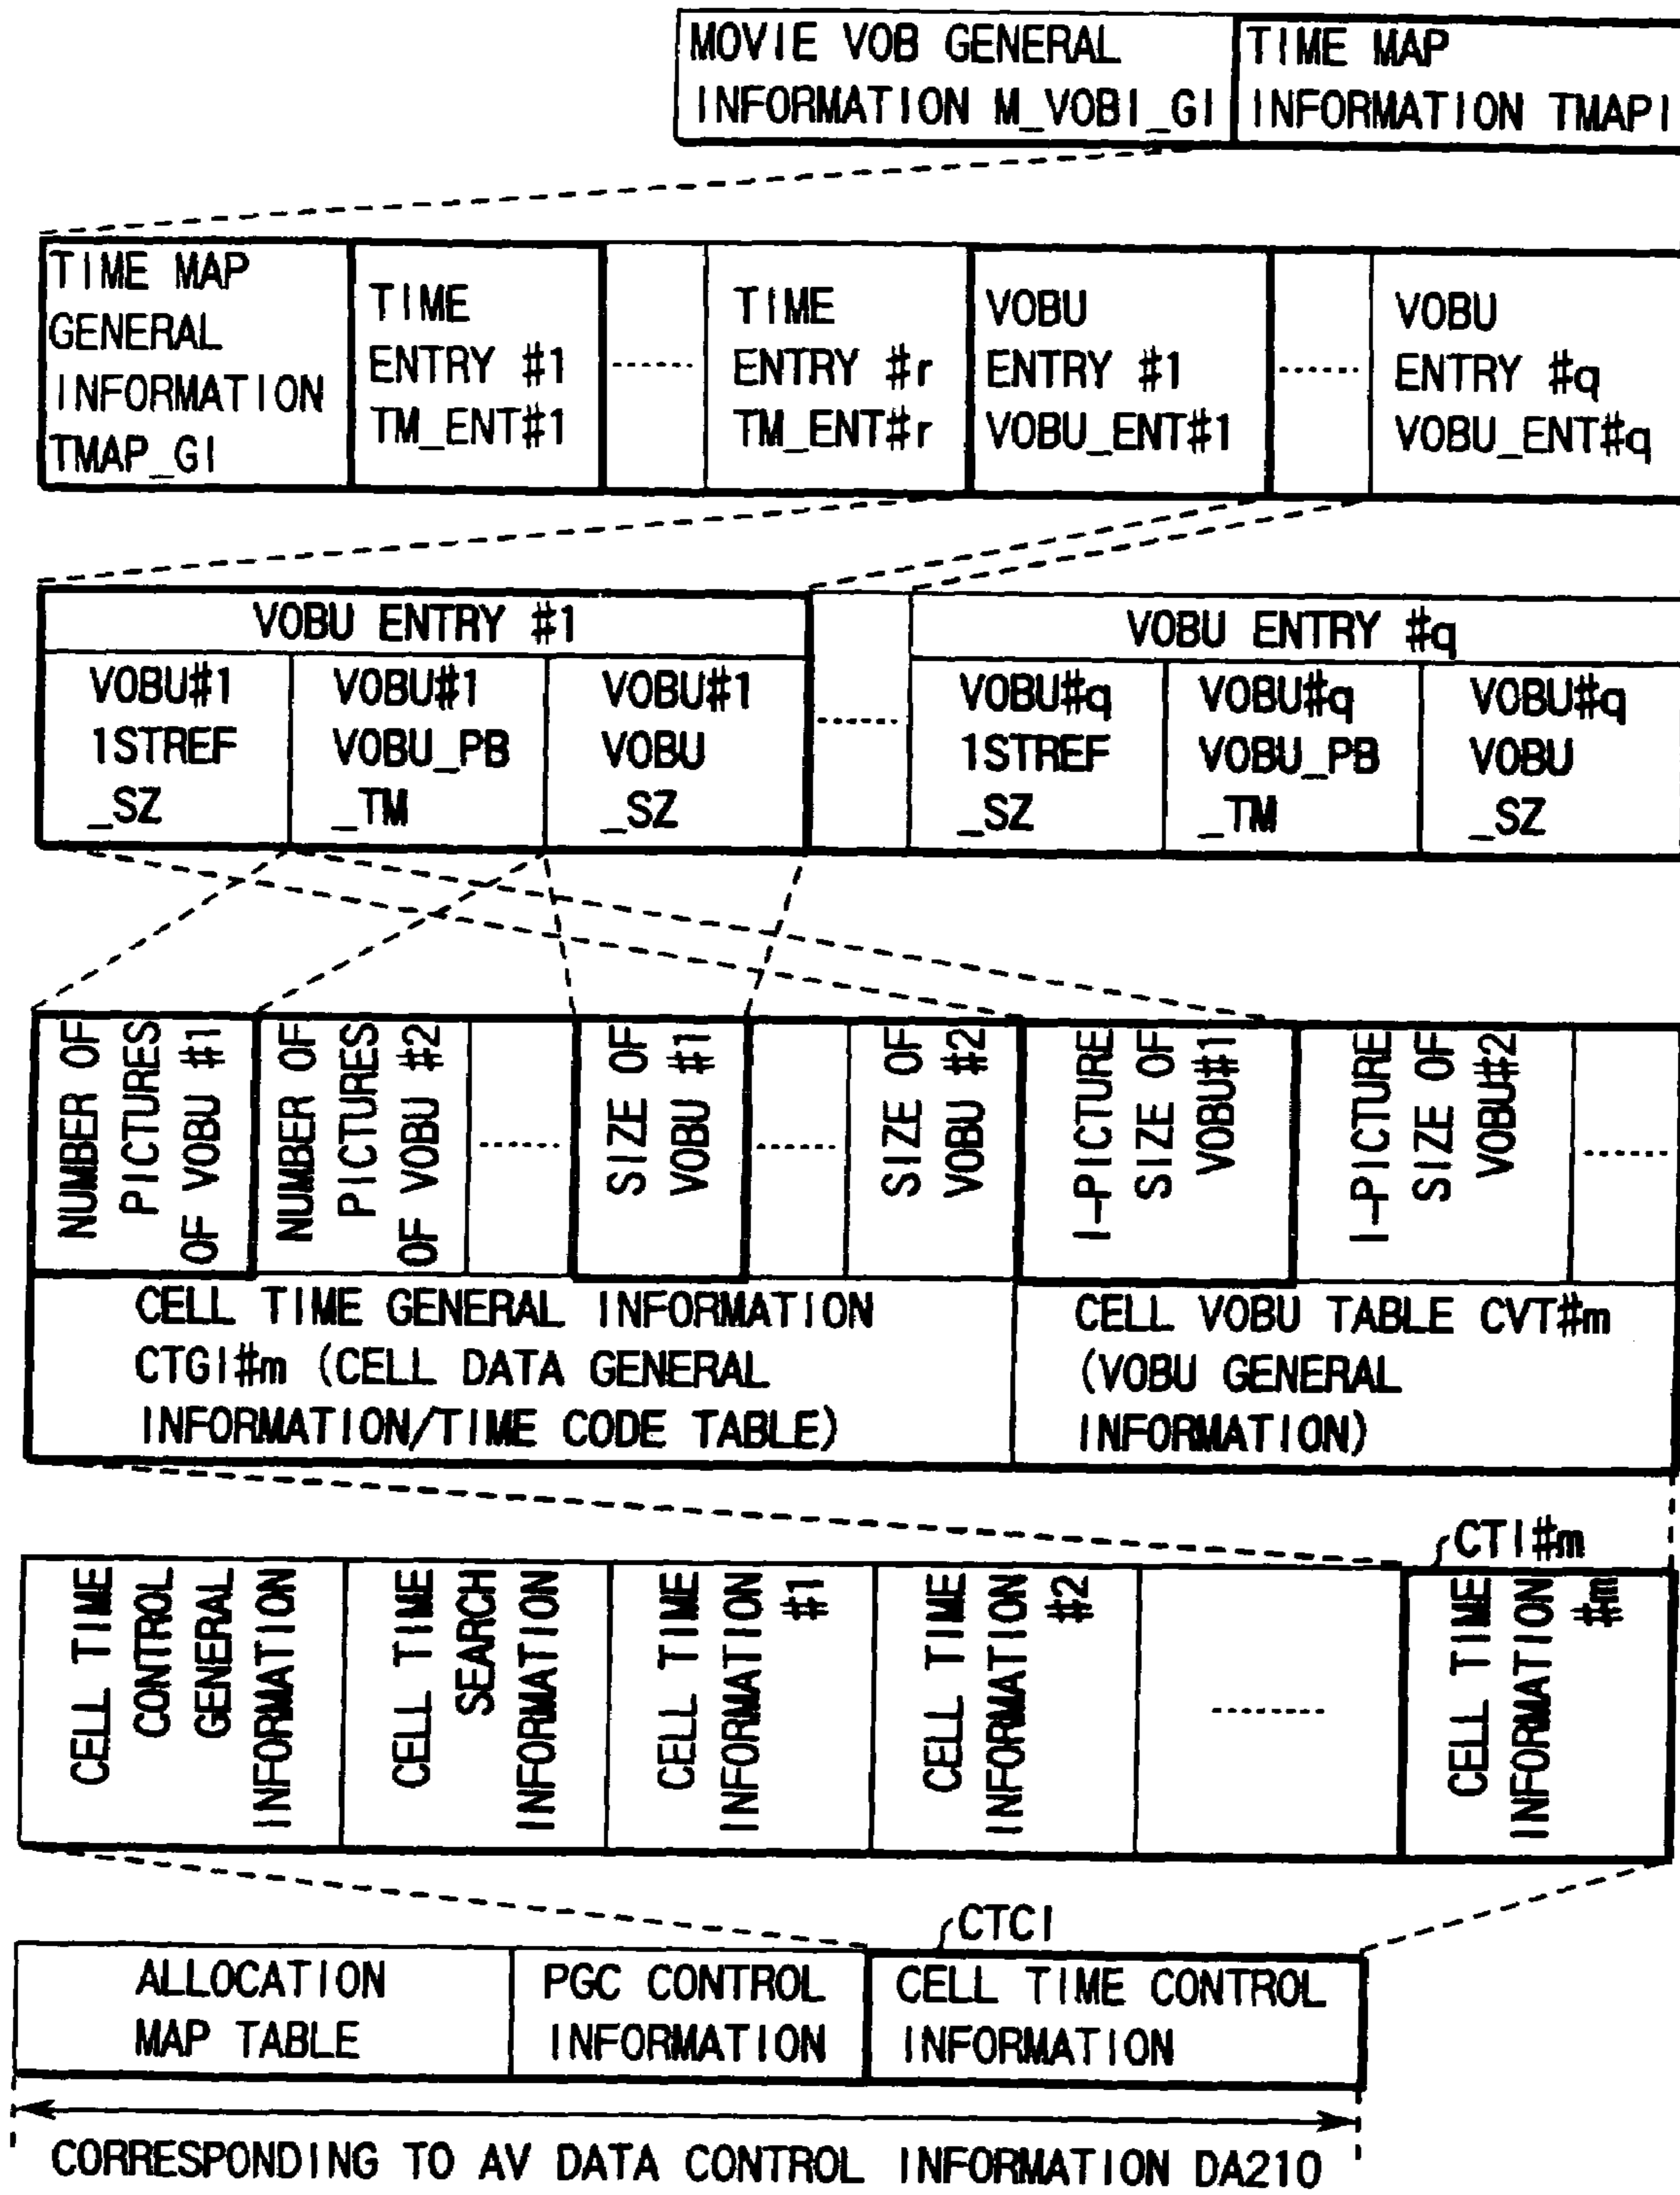 MOVIE VOB GENERAL
INFORMATION M_VOBI_GI
TIME MAP
INFORMATION TMAPI
TIME MAP
GENERAL
INFORMATION
TMAP_GI
TIME
ENTRY #1
TM_ENT#1
........
TIME
ENTRY #r
TM_ENT#r
VOBU
ENTRY #1
VOBU_ENT#1
........
VOBU
ENTRY #q
VOBU_ENT#q
VOBU ENTRY #1
VOBU#1
1STREF
_SZ
VOBU#1
VOBU_PB
_TM
VOBU#1
VOBU
_SZ
........
VOBU ENTRY #q
VOBU#q
1STREF
_SZ
VOBU#q
VOBU_PB
_TM
VOBU#q
VOBU
_SZ
NUMBER OF
PICTURES
OF VOBU #1
NUMBER OF
PICTURES
OF VOBU #2
........
SIZE OF
VOBU #1
........
SIZE OF
VOBU #2
I-PICTURE
SIZE OF
VOBU#1
I-PICTURE
SIZE OF
VOBU#2
........
CELL TIME GENERAL INFORMATION
CTGI#m (CELL DATA GENERAL
INFORMATION/TIME CODE TABLE)
CELL VOBU TABLE CVT#m
(VOBU GENERAL
INFORMATION)
CTI#m
CELL TIME
CONTROL
GENERAL
INFORMATION
CELL TIME
SEARCH
INFORMATION
CELL TIME
INFORMATION
#1
CELL TIME
INFORMATION
#2
........
CELL TIME
INFORMATION
#m
CTCI
ALLOCATION
MAP TABLE
PGC CONTROL
INFORMATION
CELL TIME CONTROL
INFORMATION
CORRESPONDING TO AV DATA CONTROL INFORMATION DA210